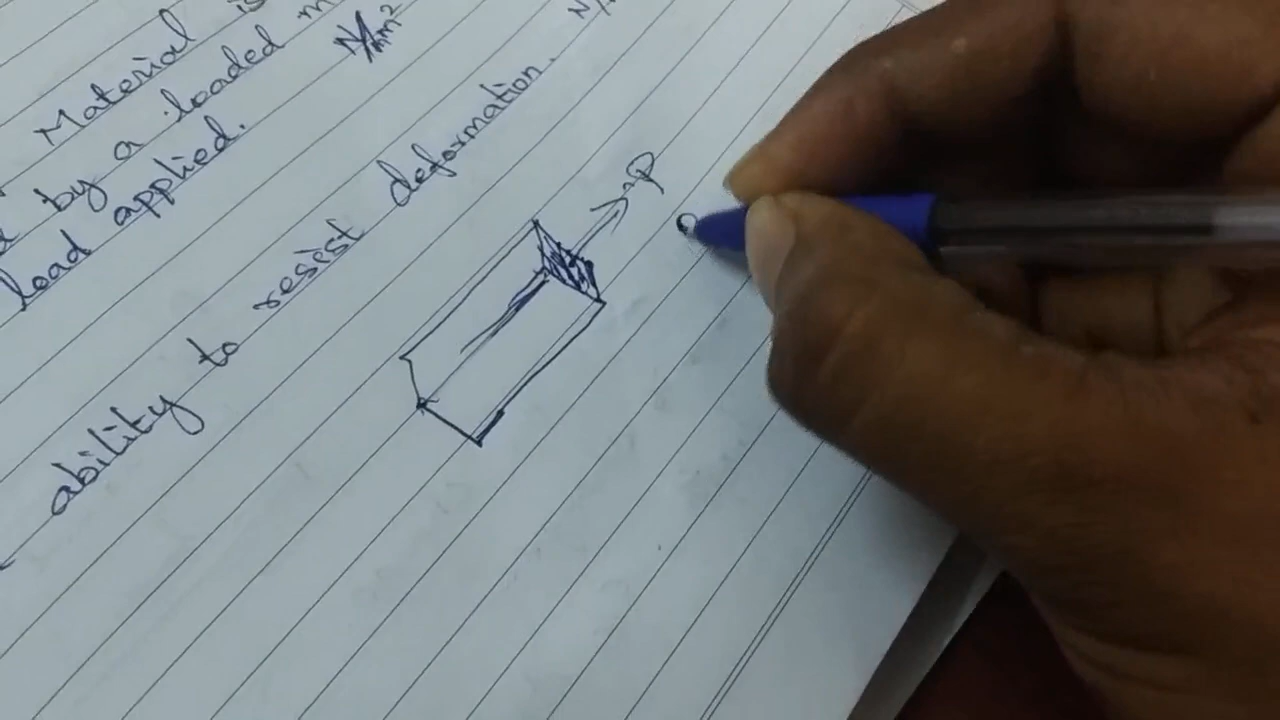 Material is
by a loaded m
load applied.
N/mm²
ability to resist deformation.
P
σ